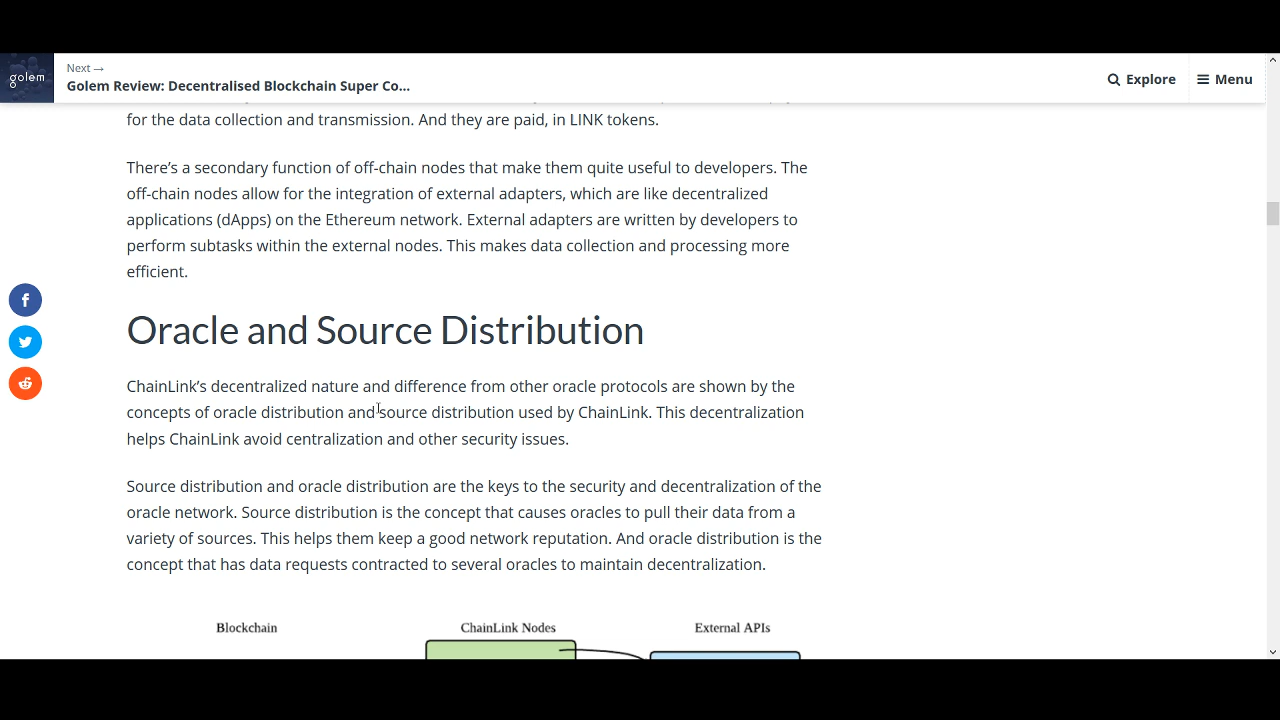 golem
Next →
Golem Review: Decentralised Blockchain Super Co...
Explore
Menu
for the data collection and transmission. And they are paid, in LINK tokens.
There's a secondary function of off-chain nodes that make them quite useful to developers. The
off-chain nodes allow for the integration of external adapters, which are like decentralized
applications (dApps) on the Ethereum network. External adapters are written by developers to
perform subtasks within the external nodes. This makes data collection and processing more
efficient.
Oracle and Source Distribution
ChainLink's decentralized nature and difference from other oracle protocols are shown by the
concepts of oracle distribution and source distribution used by ChainLink. This decentralization
helps ChainLink avoid centralization and other security issues.
Source distribution and oracle distribution are the keys to the security and decentralization of the
oracle network. Source distribution is the concept that causes oracles to pull their data from a
variety of sources. This helps them keep a good network reputation. And oracle distribution is the
concept that has data requests contracted to several oracles to maintain decentralization.
Blockchain
ChainLink Nodes
External APIs